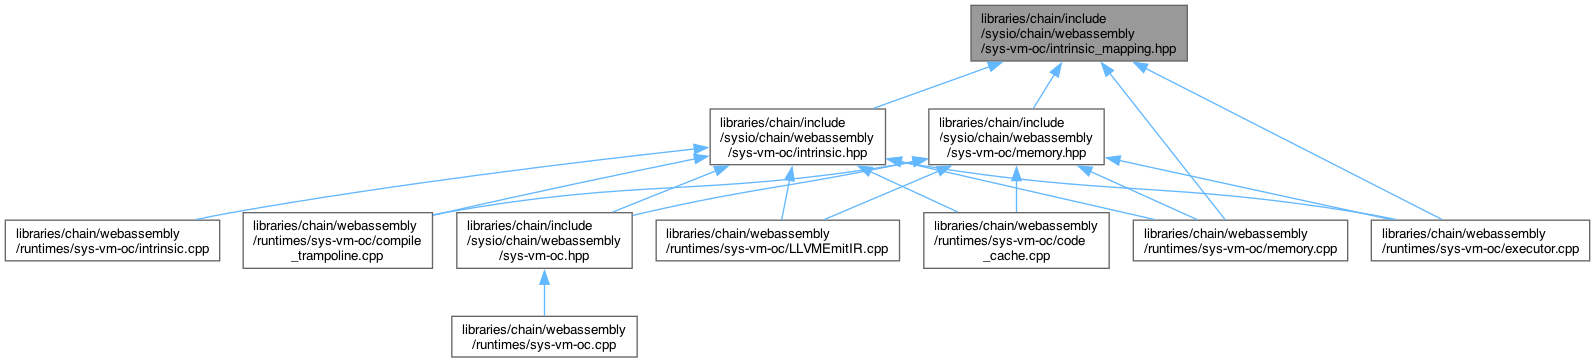 libraries/chain/include
/sysio/chain/webassembly
/sys-vm-oc/intrinsic_mapping.hpp
libraries/chain/include
/sysio/chain/webassembly
/sys-vm-oc/intrinsic.hpp
libraries/chain/include
/sysio/chain/webassembly
/sys-vm-oc/memory.hpp
libraries/chain/webassembly
/runtimes/sys-vm-oc/intrinsic.cpp
libraries/chain/webassembly
/runtimes/sys-vm-oc/compile
_trampoline.cpp
libraries/chain/include
/sysio/chain/webassembly
/sys-vm-oc.hpp
libraries/chain/webassembly
/runtimes/sys-vm-oc/LLVMEmitIR.cpp
libraries/chain/webassembly
/runtimes/sys-vm-oc/code
_cache.cpp
libraries/chain/webassembly
/runtimes/sys-vm-oc/memory.cpp
libraries/chain/webassembly
/runtimes/sys-vm-oc/executor.cpp
libraries/chain/webassembly
/runtimes/sys-vm-oc.cpp